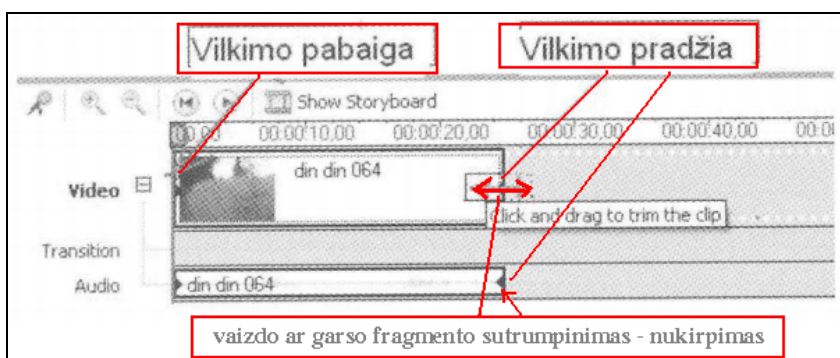 Vilkimo pabaiga
Vilkimo pradžia
Show Storyboard
00:00:10,00 00:00:20,00 00:00:30,00 00:00:40,00
Video
din din 064
Click and drag to trim the clip
Transition
Audio
din din 064
vaizdo ar garso fragmento sutrumpinimas - nukirpimas